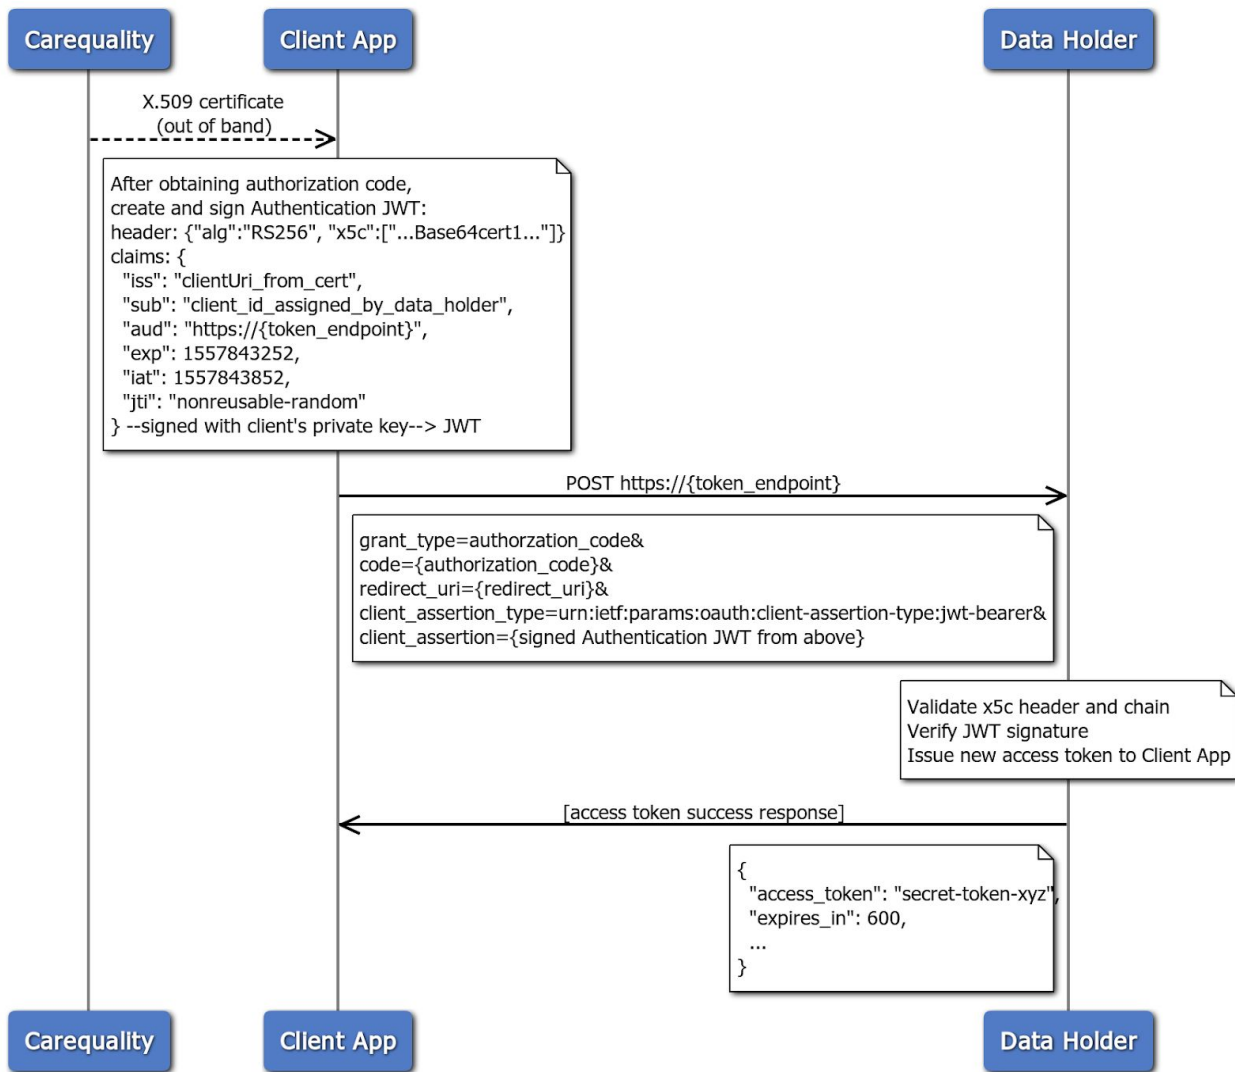 Carequality
Client App
Data Holder
X.509 certificate
(out of band)
After obtaining authorization code,
create and sign Authentication JWT:
header: {"alg":"RS256", "x5c":["...Base64cert1..."]}
claims: {
"iss": "clientUri_from_cert",
"sub": "client_id_assigned_by_data_holder",
"aud": "https://{token_endpoint}",
"exp": 1557843252,
"iat": 1557843852,
"jti": "nonreusable-random"
} --signed with client's private key--> JWT
POST https://{token_endpoint}
grant_type=authorzation_code&
code={authorization_code}&
redirect_uri={redirect_uri}&
client_assertion_type=urn:ietf:params:oauth:client-assertion-type:jwt-bearer&
client_assertion={signed Authentication JWT from above}
Validate x5c header and chain
Verify JWT signature
Issue new access token to Client App
[access token success response]
{
"access_token": "secret-token-xyz",
"expires_in": 600,
...
}
Carequality
Client App
Data Holder